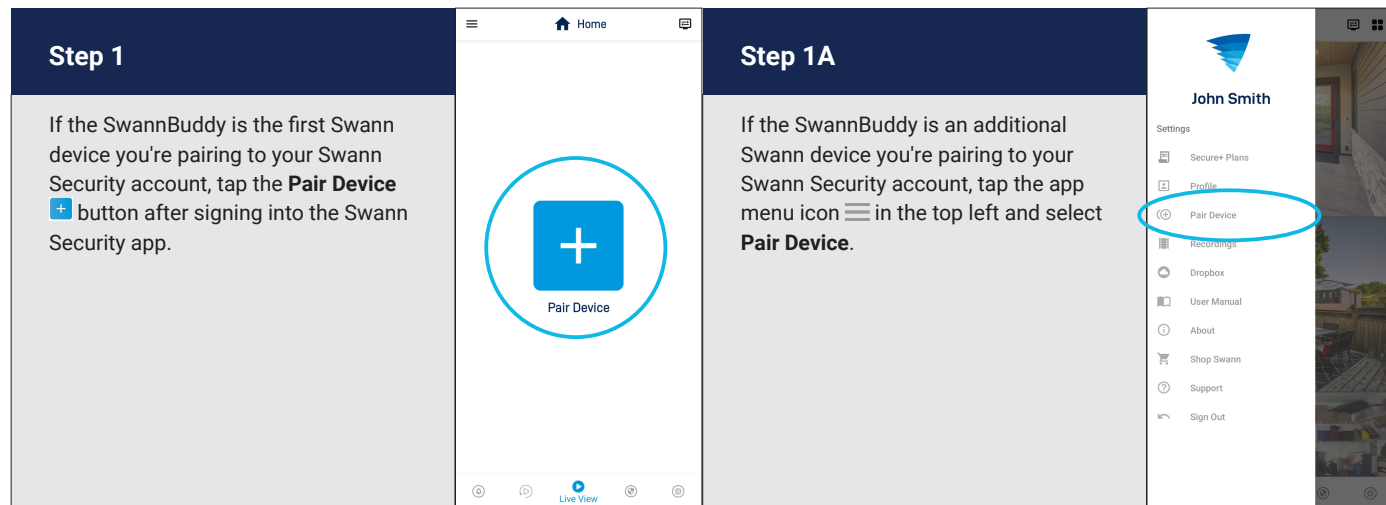 Step 1
If the SwannBuddy is the first Swann
device you're pairing to your Swann
Security account, tap the Pair Device
button after signing into the Swann
Security app.
Home
Pair Device
Live View
Step 1A
If the SwannBuddy is an additional
Swann device you're pairing to your
Swann Security account, tap the app
menu icon in the top left and select
Pair Device.
John Smith
Settings
Secure+ Plans
Profile
Pair Device
Recordings
Dropbox
User Manual
About
Shop Swann
Support
Sign Out